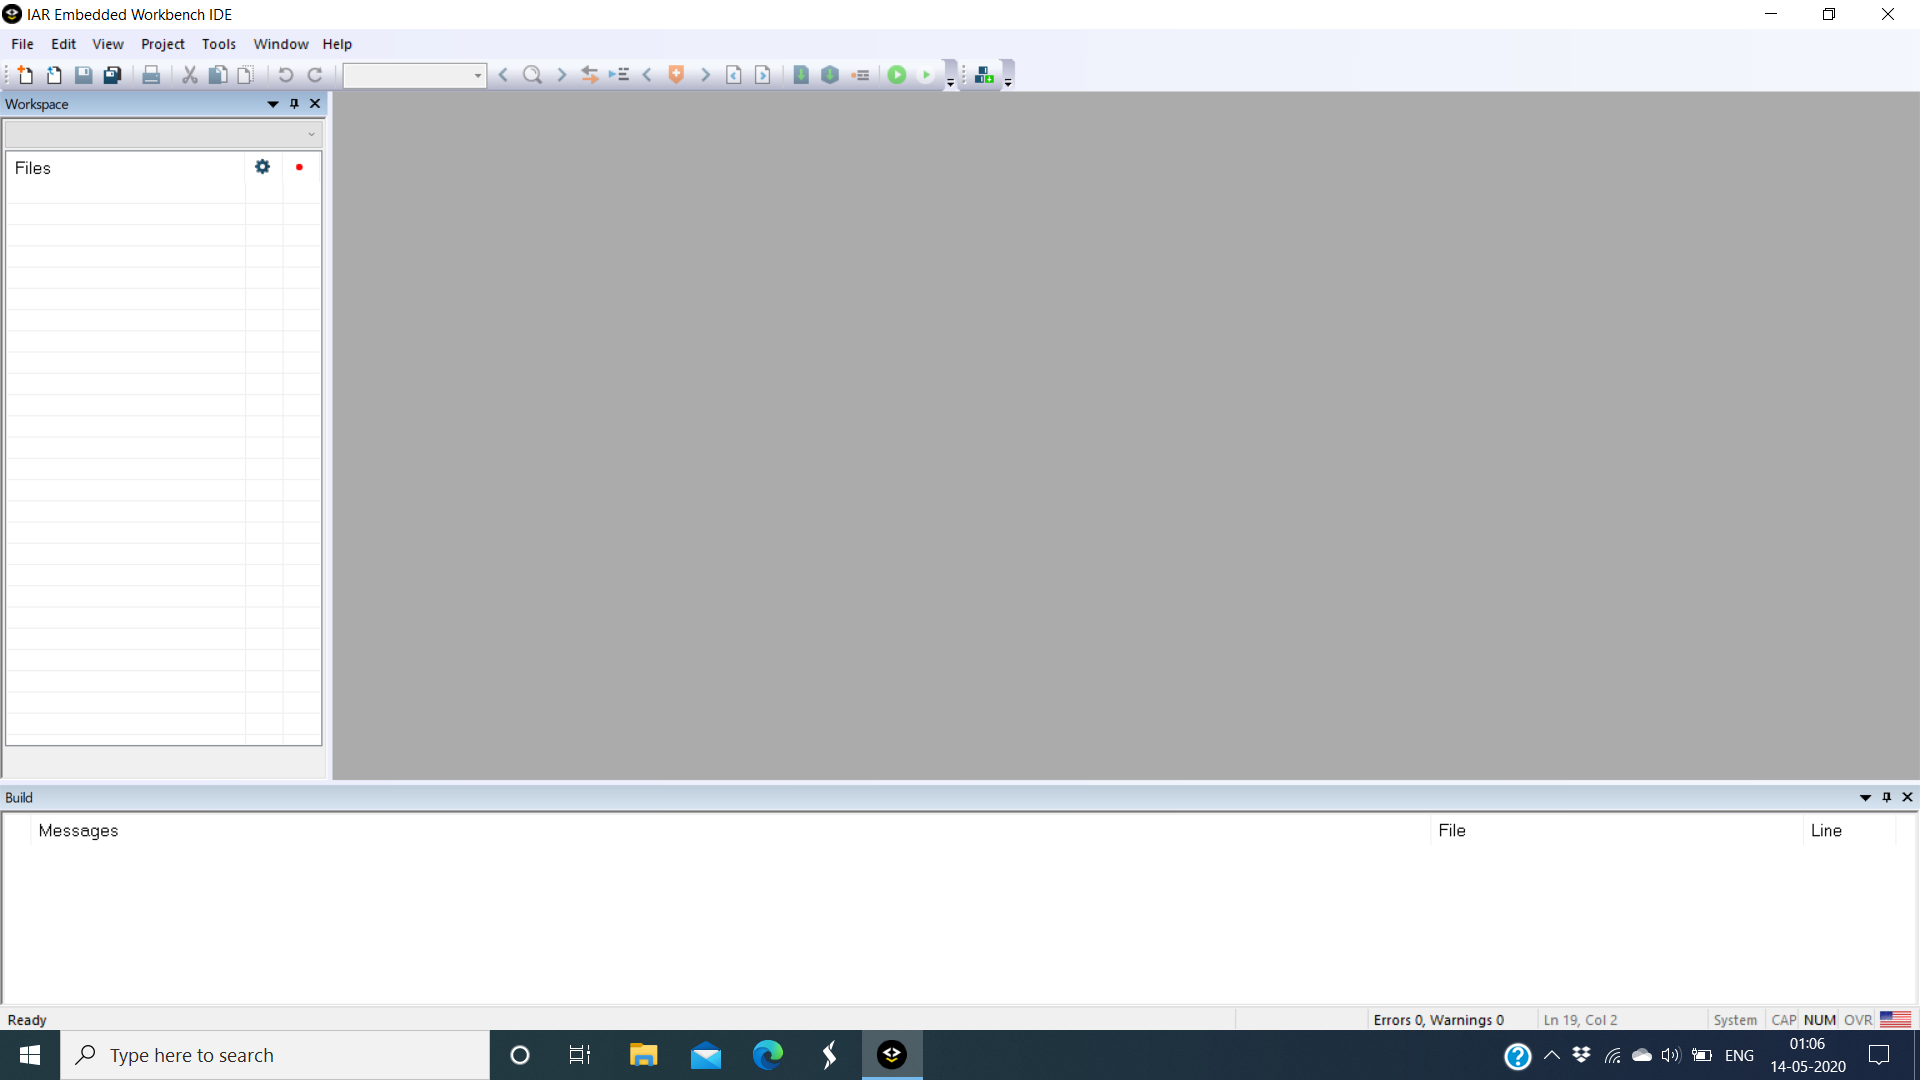 IAR Embedded Workbench IDE
File Edit View Project Tools Window Help
Workspace
Files
Build
Messages File Line
Ready Errors 0, Warnings 0 Ln 19, Col 2 System CAP NUM OVR
Type here to search ENG 01:06
14-05-2020